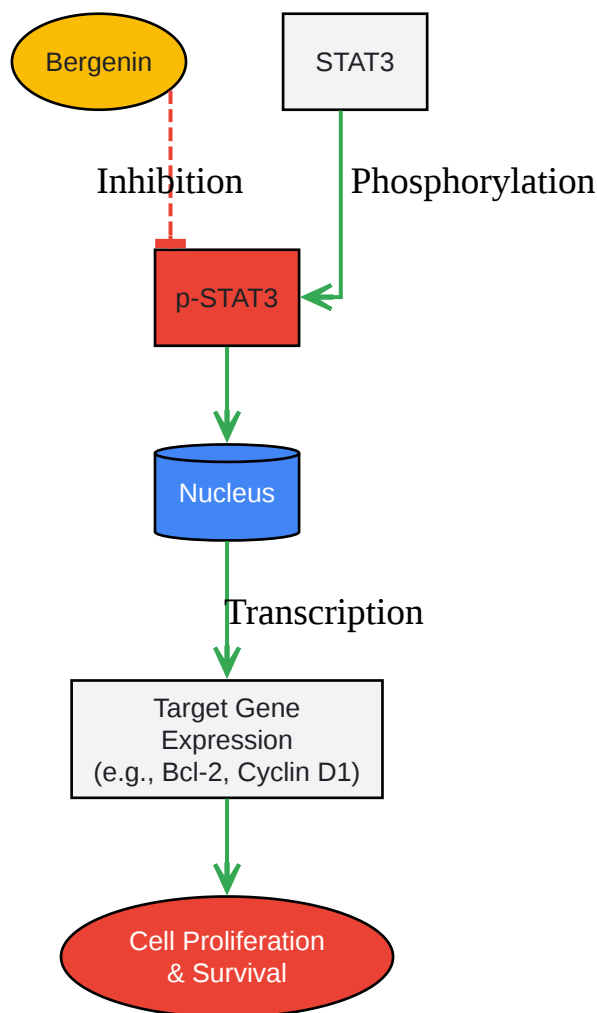 Bergenin
STAT3
Inhibition
Phosphorylation
p-STAT3
Nucleus
Transcription
Target Gene
Expression
(e.g., Bcl-2, Cyclin D1)
Cell Proliferation
& Survival